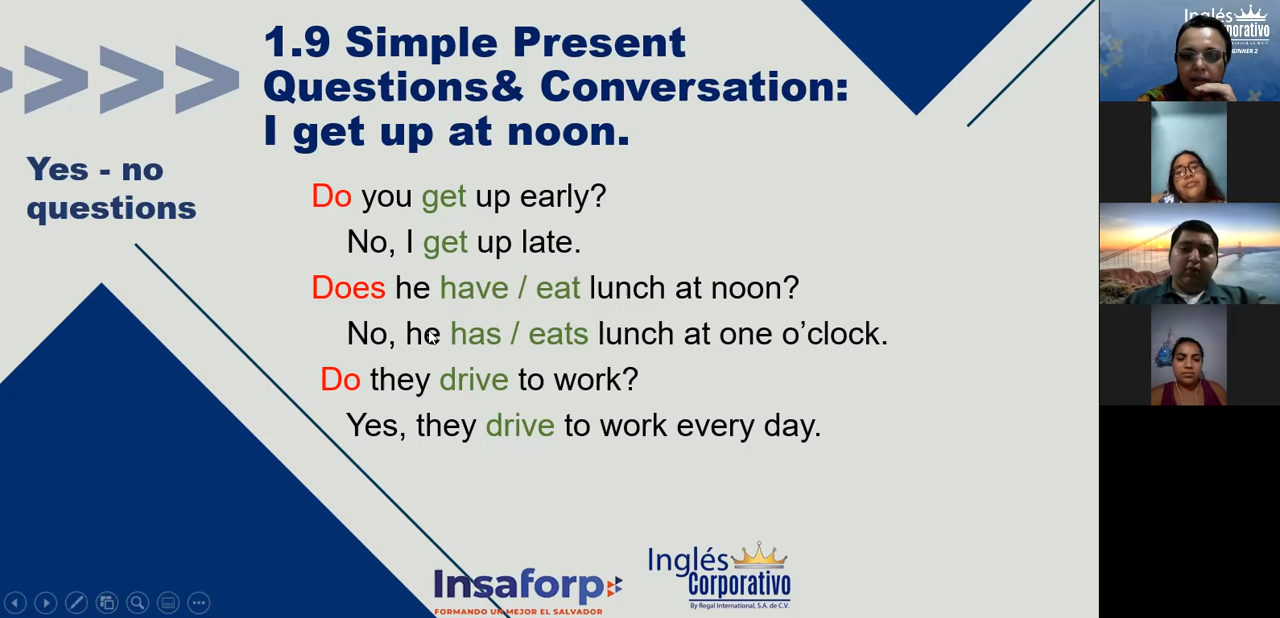 1.9 Simple Present
Questions& Conversation:
I get up at noon.
Yes - no
questions
Do you get up early?
No, I get up late.
Does he have / eat lunch at noon?
No, he has / eats lunch at one o’clock.
Do they drive to work?
Yes, they drive to work every day.
Insaforp
FORMANDO UN MEJOR EL SALVADOR
Inglés
Corporativo
By Regal International, S.A. de C.V.
Inglés
Corporativo
GINNER 2